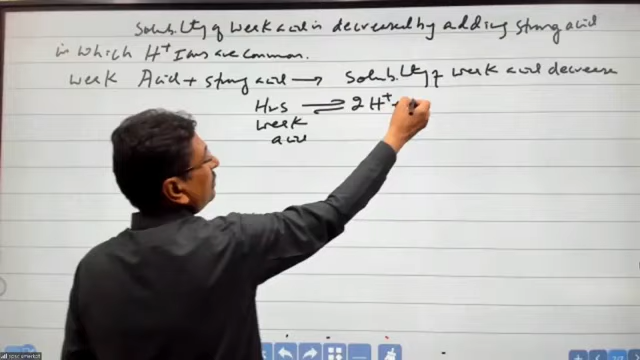 Solubility of weak acid is decreased by adding strong acid
in which H⁺ Ions are common.
weak Acid + strong acid → Solubility of weak acid decrease
H₂S ⇌ 2H⁺ +
weak
acid